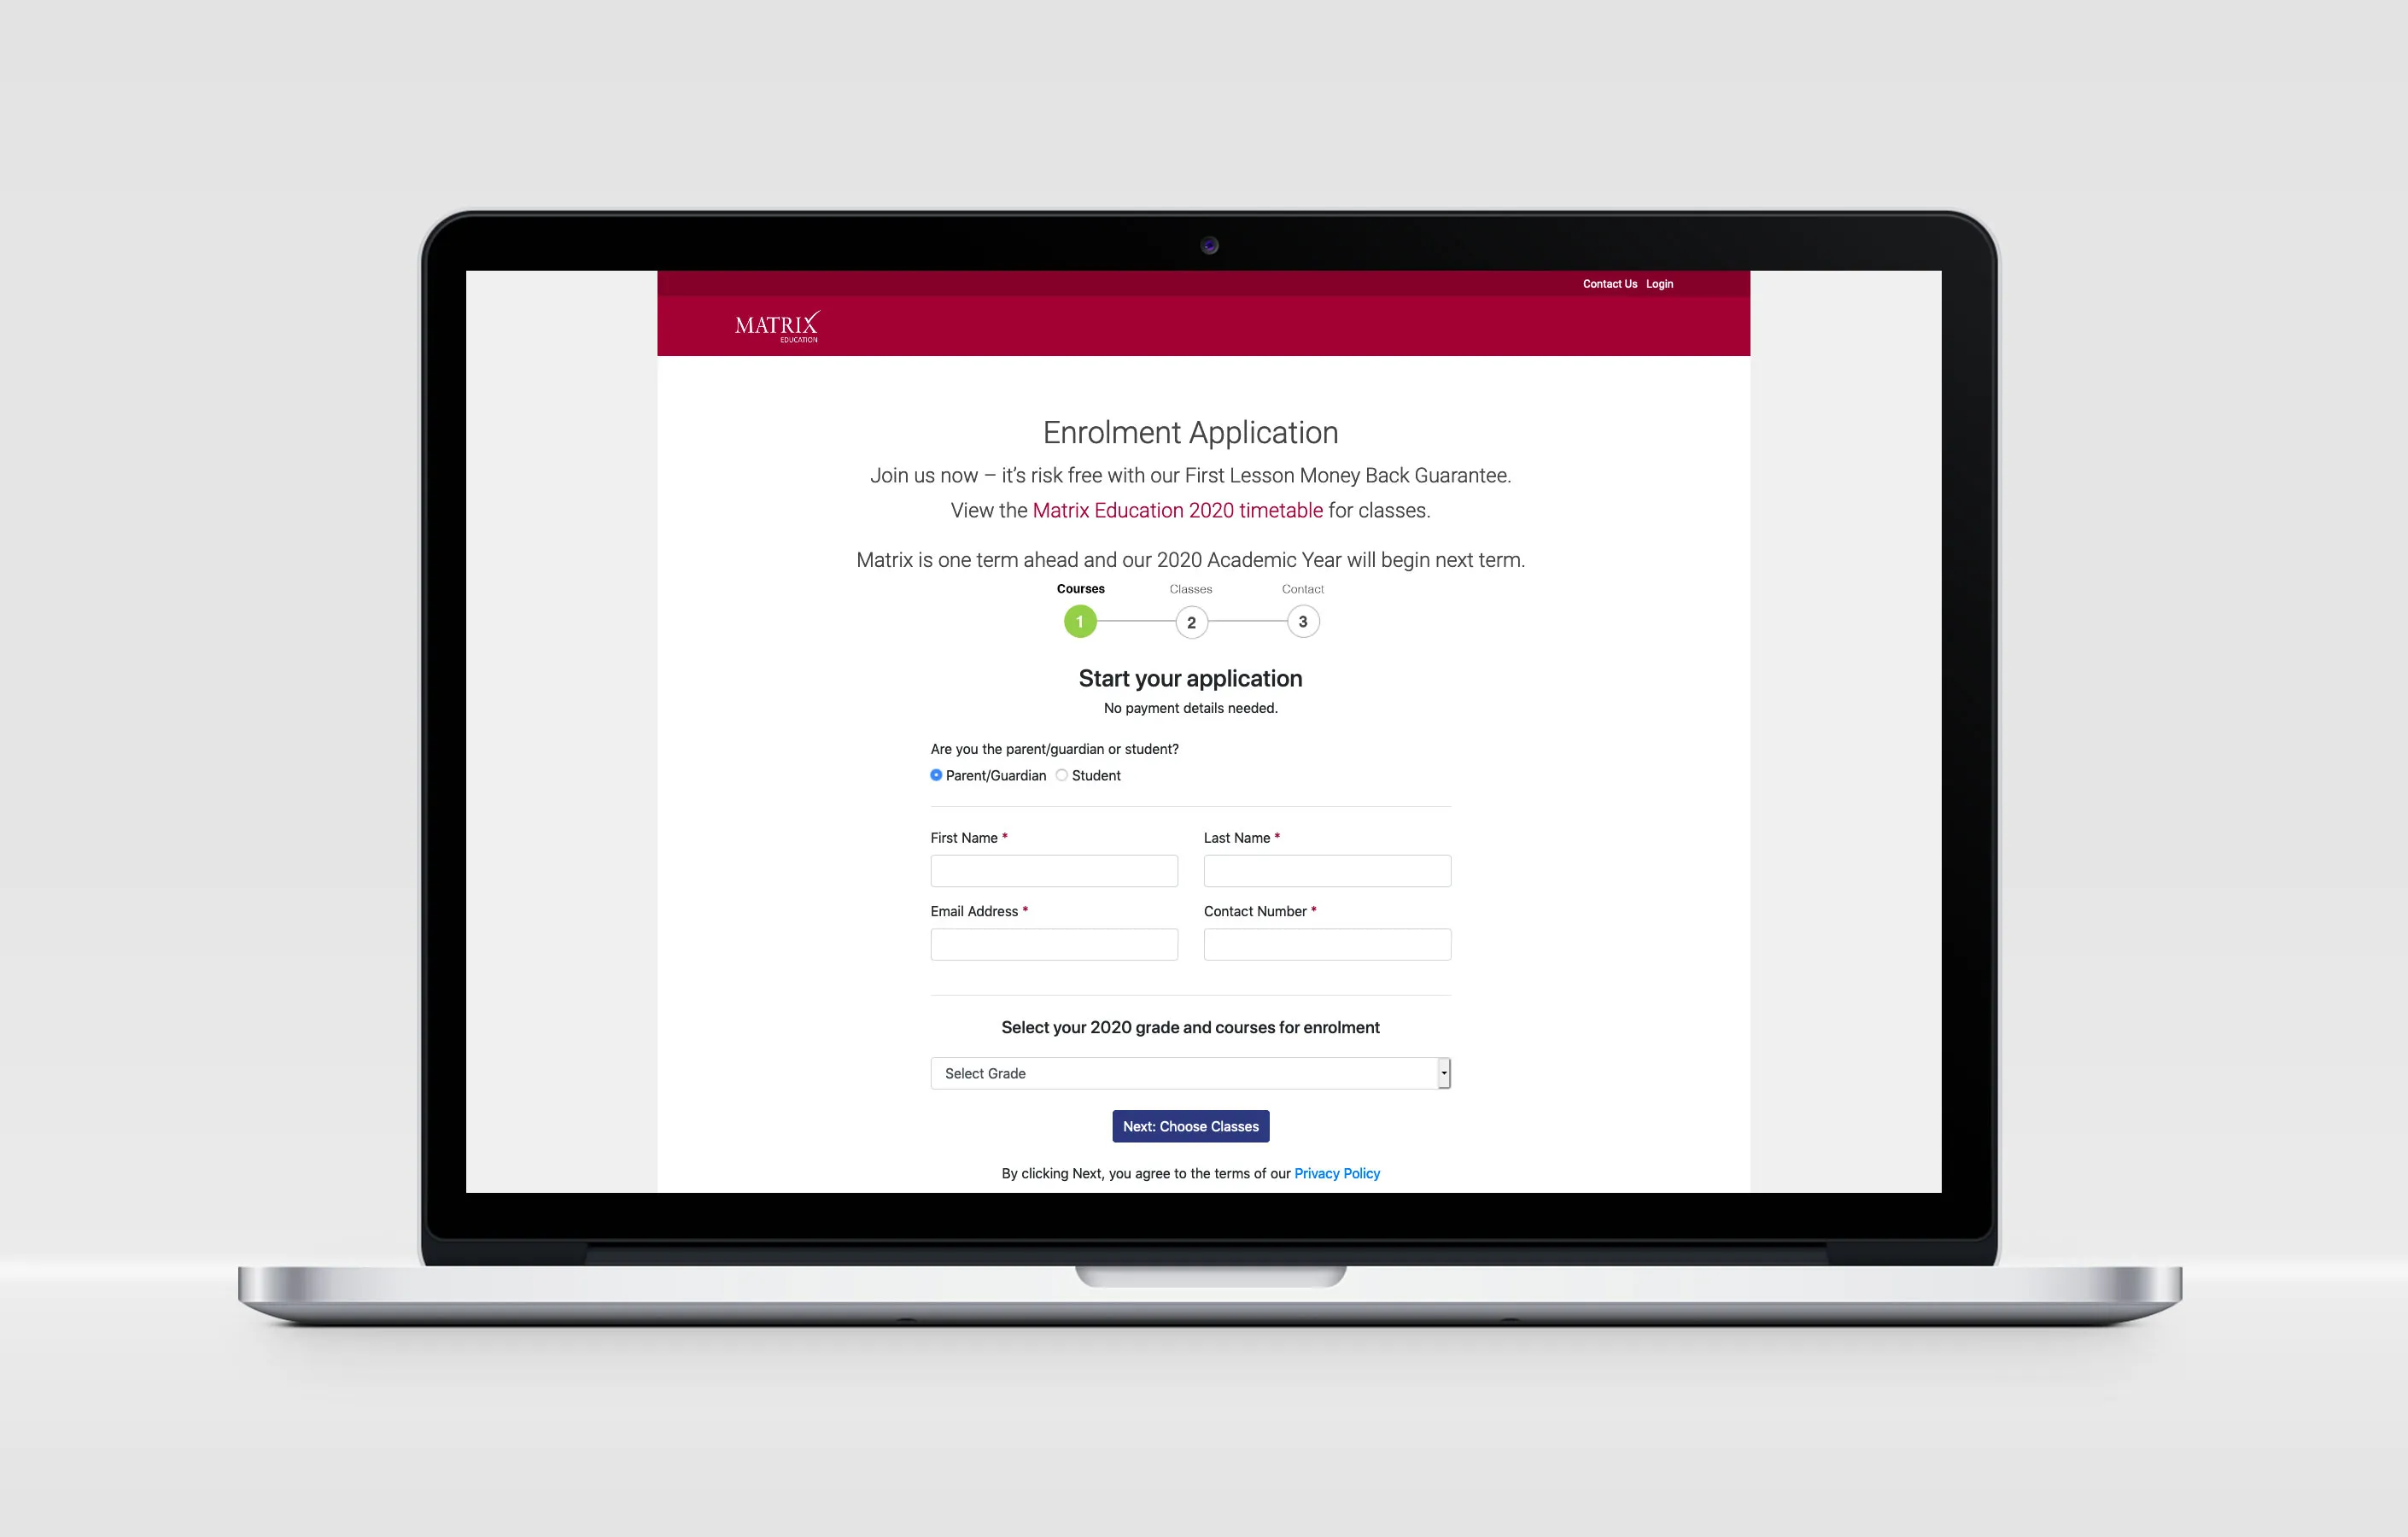 Contact Us Login
MATRIX
EDUCATION
Enrolment Application
Join us now – it's risk free with our First Lesson Money Back Guarantee.
View the Matrix Education 2020 timetable for classes.
Matrix is one term ahead and our 2020 Academic Year will begin next term.
Courses Classes Contact
1 2 3
Start your application
No payment details needed.
Are you the parent/guardian or student?
Parent/Guardian Student
First Name * Last Name *
Email Address * Contact Number *
Select your 2020 grade and courses for enrolment
Select Grade
Next: Choose Classes
By clicking Next, you agree to the terms of our Privacy Policy